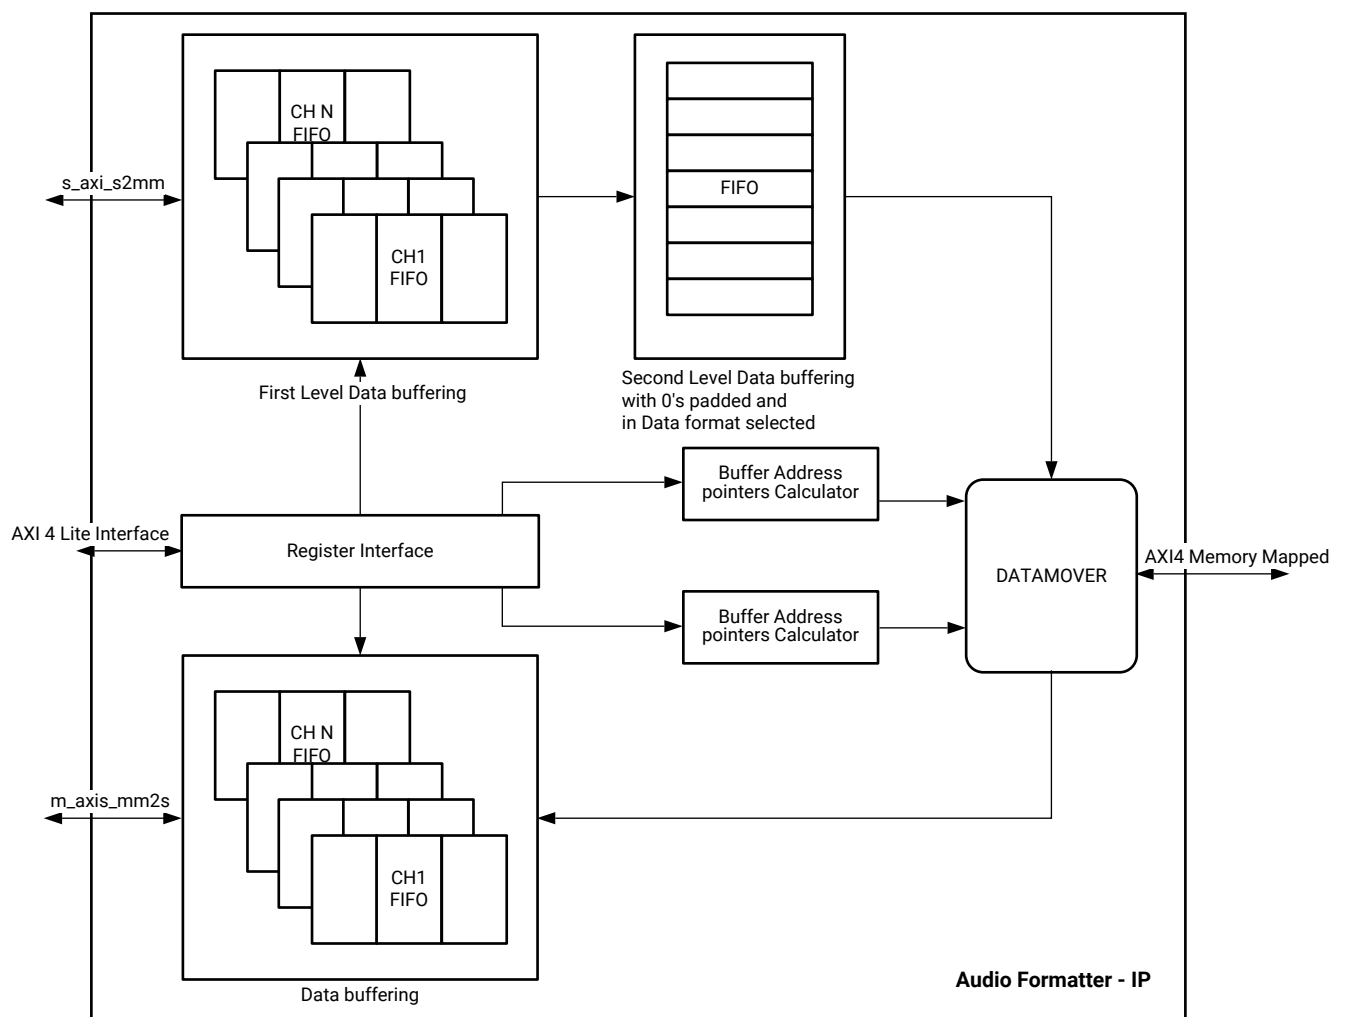 CH N
FIFO
s_axi_s2mm
FIFO
CH1
FIFO
First Level Data buffering
Second Level Data buffering
with 0's padded and
in Data format selected
Buffer Address
pointers Calculator
AXI 4 Lite Interface
Register Interface
AXI4 Memory Mapped
DATAMOVER
Buffer Address
pointers Calculator
CH N
FIFO
m_axis_mm2s
CH1
FIFO
Audio Formatter - IP
Data buffering